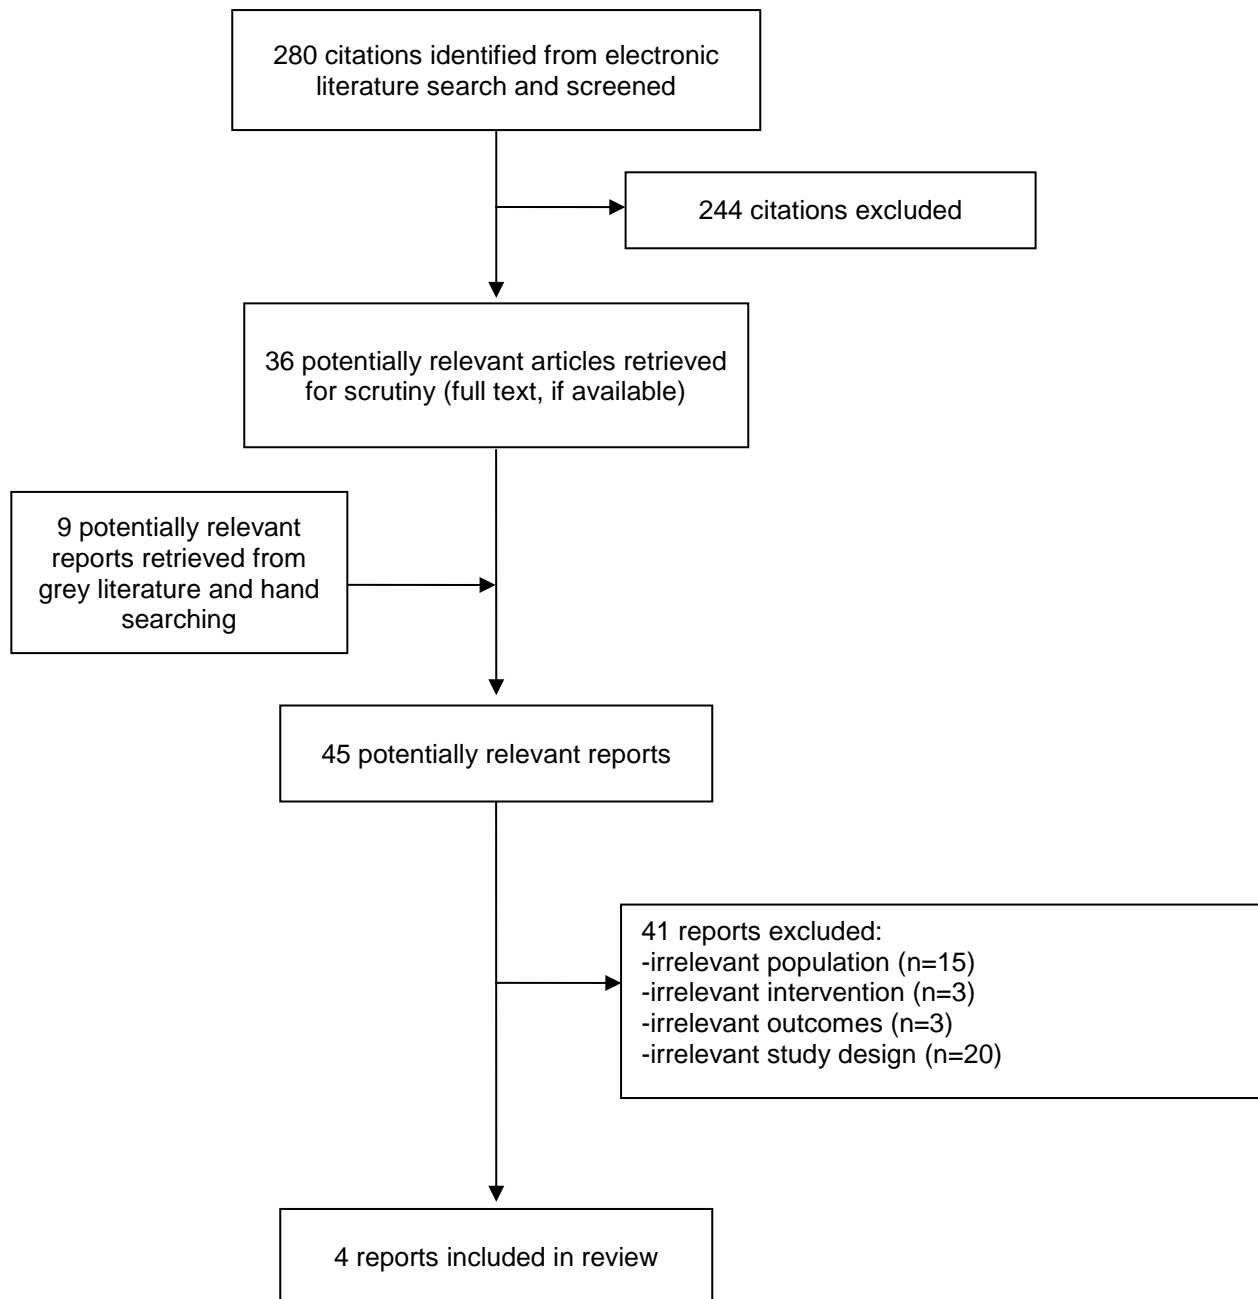 280 citations identified from electronic
literature search and screened
244 citations excluded
36 potentially relevant articles retrieved
for scrutiny (full text, if available)
9 potentially relevant
reports retrieved from
grey literature and hand
searching
45 potentially relevant reports
41 reports excluded:
-irrelevant population (n=15)
-irrelevant intervention (n=3)
-irrelevant outcomes (n=3)
-irrelevant study design (n=20)
4 reports included in review